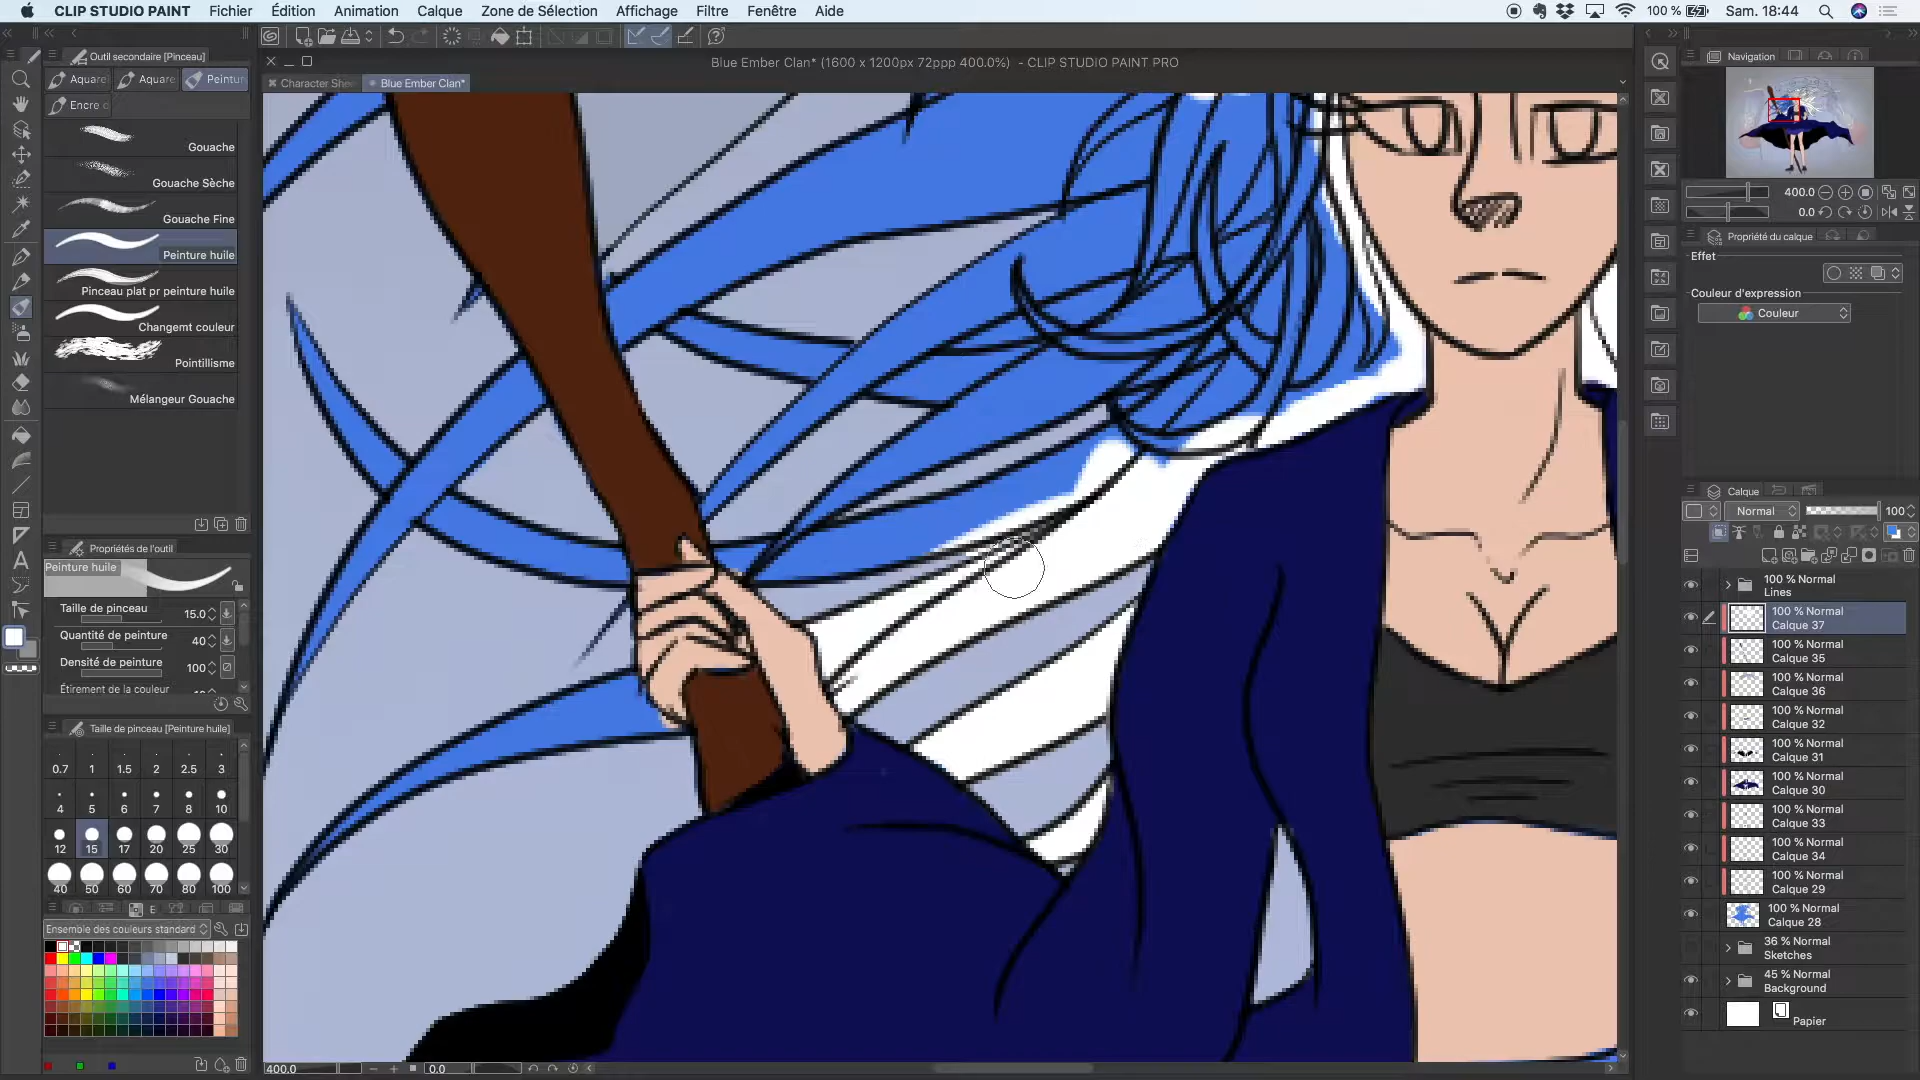 CLIP STUDIO PAINT Fichier Édition Animation Calque Zone de Sélection Affichage Filtre Fenêtre Aide 100 % Sam. 18:44
Outil secondaire [Pinceau]
Aquare Aquare Peintur
Encre d
Gouache
Gouache Sèche
Gouache Fine
Peinture huile
Pinceau plat pr peinture huile
Changemt couleur
Pointillisme
Mélangeur Gouache
Propriétés de l'outil
Peinture huile
Taille de pinceau 15.0
Quantité de peinture 40
Densité de peinture 100
Étirement de la couleur
Taille de pinceau [Peinture huile]
0.7 1 1.5 2 2.5 3
4 5 6 7 8 10
12 15 17 20 25 30
40 50 60 70 80 100
E
Ensemble des couleurs standard
Blue Ember Clan* (1600 x 1200px 72ppp 400.0%) - CLIP STUDIO PAINT PRO
Character She Blue Ember Clan*
400.0 0.0
Navigation
400.0
0.0
Propriété du calque
Effet
Couleur d'expression
Couleur
Calque
Normal 100
100 % Normal
Lines
100 % Normal
Calque 37
100 % Normal
Calque 35
100 % Normal
Calque 36
100 % Normal
Calque 32
100 % Normal
Calque 31
100 % Normal
Calque 30
100 % Normal
Calque 33
100 % Normal
Calque 34
100 % Normal
Calque 29
100 % Normal
Calque 28
36 % Normal
Sketches
45 % Normal
Background
Papier